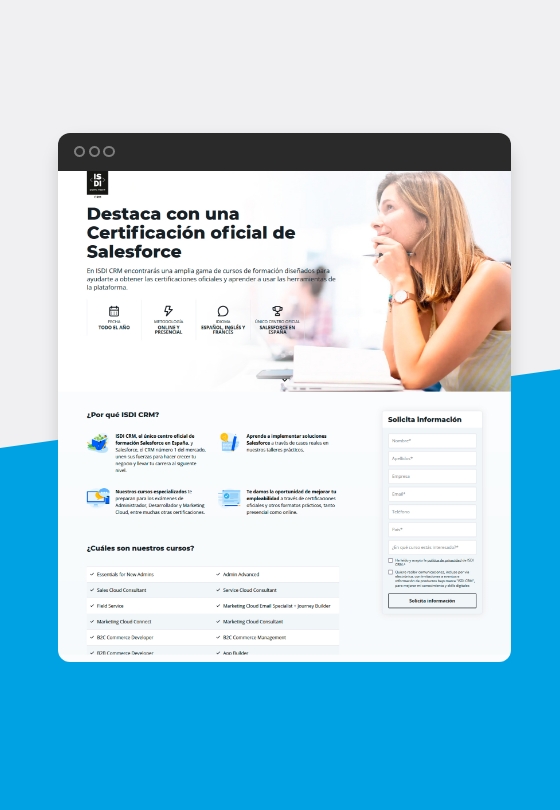 IS
DI
Destaca con una
Certificación oficial de
Salesforce
En ISDI CRM encontrarás una amplia gama de cursos de formación diseñados para
ayudarte a obtener las certificaciones oficiales y aprender a usar las herramientas de
la plataforma.
FECHA
TODO EL AÑO
METODOLOGÍA
ONLINE Y
PRESENCIAL
IDIOMA
ESPAÑOL, INGLÉS Y
FRANCÉS
ÚNICO CENTRO OFICIAL
SALESFORCE EN
ESPAÑA
¿Por qué ISDI CRM?
ISDI CRM, el único centro oficial de
formación Salesforce en España, y
Salesforce, el CRM número 1 del mercado,
unen sus fuerzas para hacer crecer tu
negocio y llevar tu carrera al siguiente
nivel.
Aprende a implementar soluciones
Salesforce a través de casos reales en
nuestros talleres prácticos.
Nuestros cursos especializados te
preparan para los exámenes de
Administrador, Desarrollador y Marketing
Cloud, entre muchas otras certificaciones.
Te damos la oportunidad de mejorar tu
empleabilidad a través de certificaciones
oficiales y otros formatos prácticos, tanto
presencial como online.
¿Cuáles son nuestros cursos?
Essentials for New Admins
Admin Advanced
Sales Cloud Consultant
Service Cloud Consultant
Field Service
Marketing Cloud Email Specialist + Journey Builder
Marketing Cloud Connect
Marketing Cloud Consultant
B2C Commerce Developer
B2C Commerce Management
B2B Commerce Developer
App Builder
Solicita información
Nombre*
Apellidos*
Empresa
Email*
Teléfono
País*
¿En qué curso estás interesado?*
He leído y acepto la política de privacidad de ISDI
CRM*
Solicita información